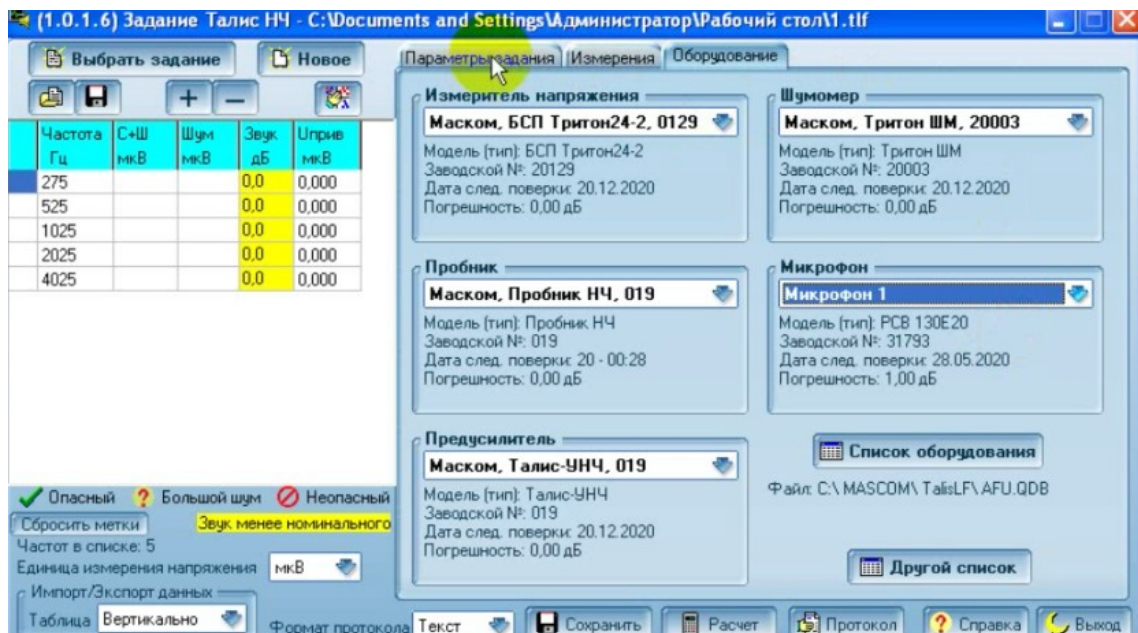 (1.0.1.6) Задание Талис НЧ - C:\Documents and Settings\Администратор\Рабочий стол\1.tlf
Выбрать задание
Новое
Частота С+Ш Шум Звук Uприв
Гц мкВ мкВ дБ мкВ
275 0,0 0,000
525 0,0 0,000
1025 0,0 0,000
2025 0,0 0,000
4025 0,0 0,000
Опасный ? Большой шум Неопасный
Сбросить метки
Звук менее номинального
Частот в списке: 5
Единица измерения напряжения мкВ
Импорт/Экспорт данных
Таблица Вертикально
Параметры задания Измерения Оборудование
Измеритель напряжения
Маском, БСП Тритон24-2, 0129
Модель (тип): БСП Тритон24-2
Заводской №: 20129
Дата след. поверки: 20.12.2020
Погрешность: 0,00 дБ
Шумомер
Маском, Тритон ШМ, 20003
Модель (тип): Тритон ШМ
Заводской №: 20003
Дата след. поверки: 20.12.2020
Погрешность: 0,00 дБ
Пробник
Маском, Пробник НЧ, 019
Модель (тип): Пробник НЧ
Заводской №: 019
Дата след. поверки: 20 - 00:28
Погрешность: 0,00 дБ
Микрофон
Микрофон 1
Модель (тип): PCB 130E20
Заводской №: 31793
Дата след. поверки: 28.05.2020
Погрешность: 1,00 дБ
Предусилитель
Маском, Талис-УНЧ, 019
Модель (тип): Талис-УНЧ
Заводской №: 019
Дата след. поверки: 20.12.2020
Погрешность: 0,00 дБ
Список оборудования
Файл: C:\ MASCOM\ TalisLF\ AFU.QDB
Другой список
Формат протокола Текст
Сохранить
Расчет
Протокол
? Справка
Выход